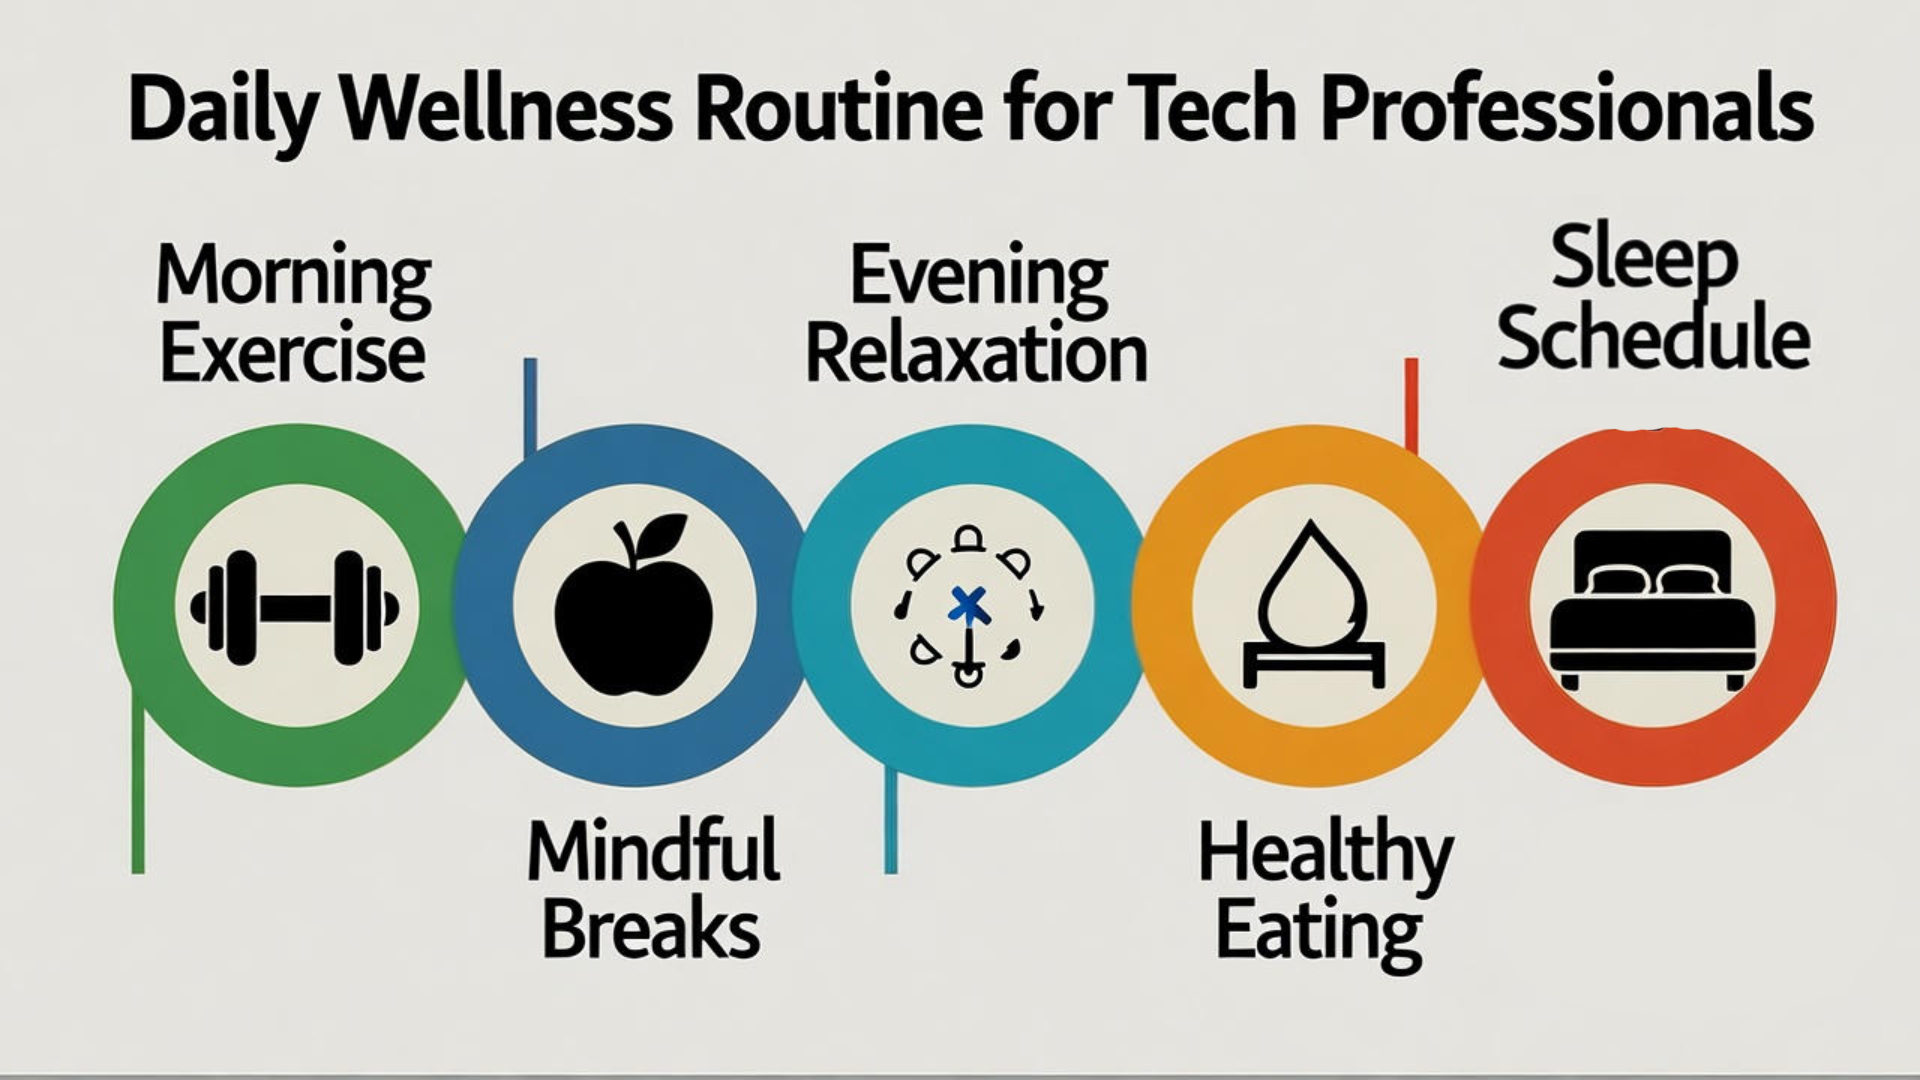 Daily Wellness Routine for Tech Professionals
Morning
Exercise
Mindful
Breaks
Evening
Relaxation
Healthy
Eating
Sleep
Schedule